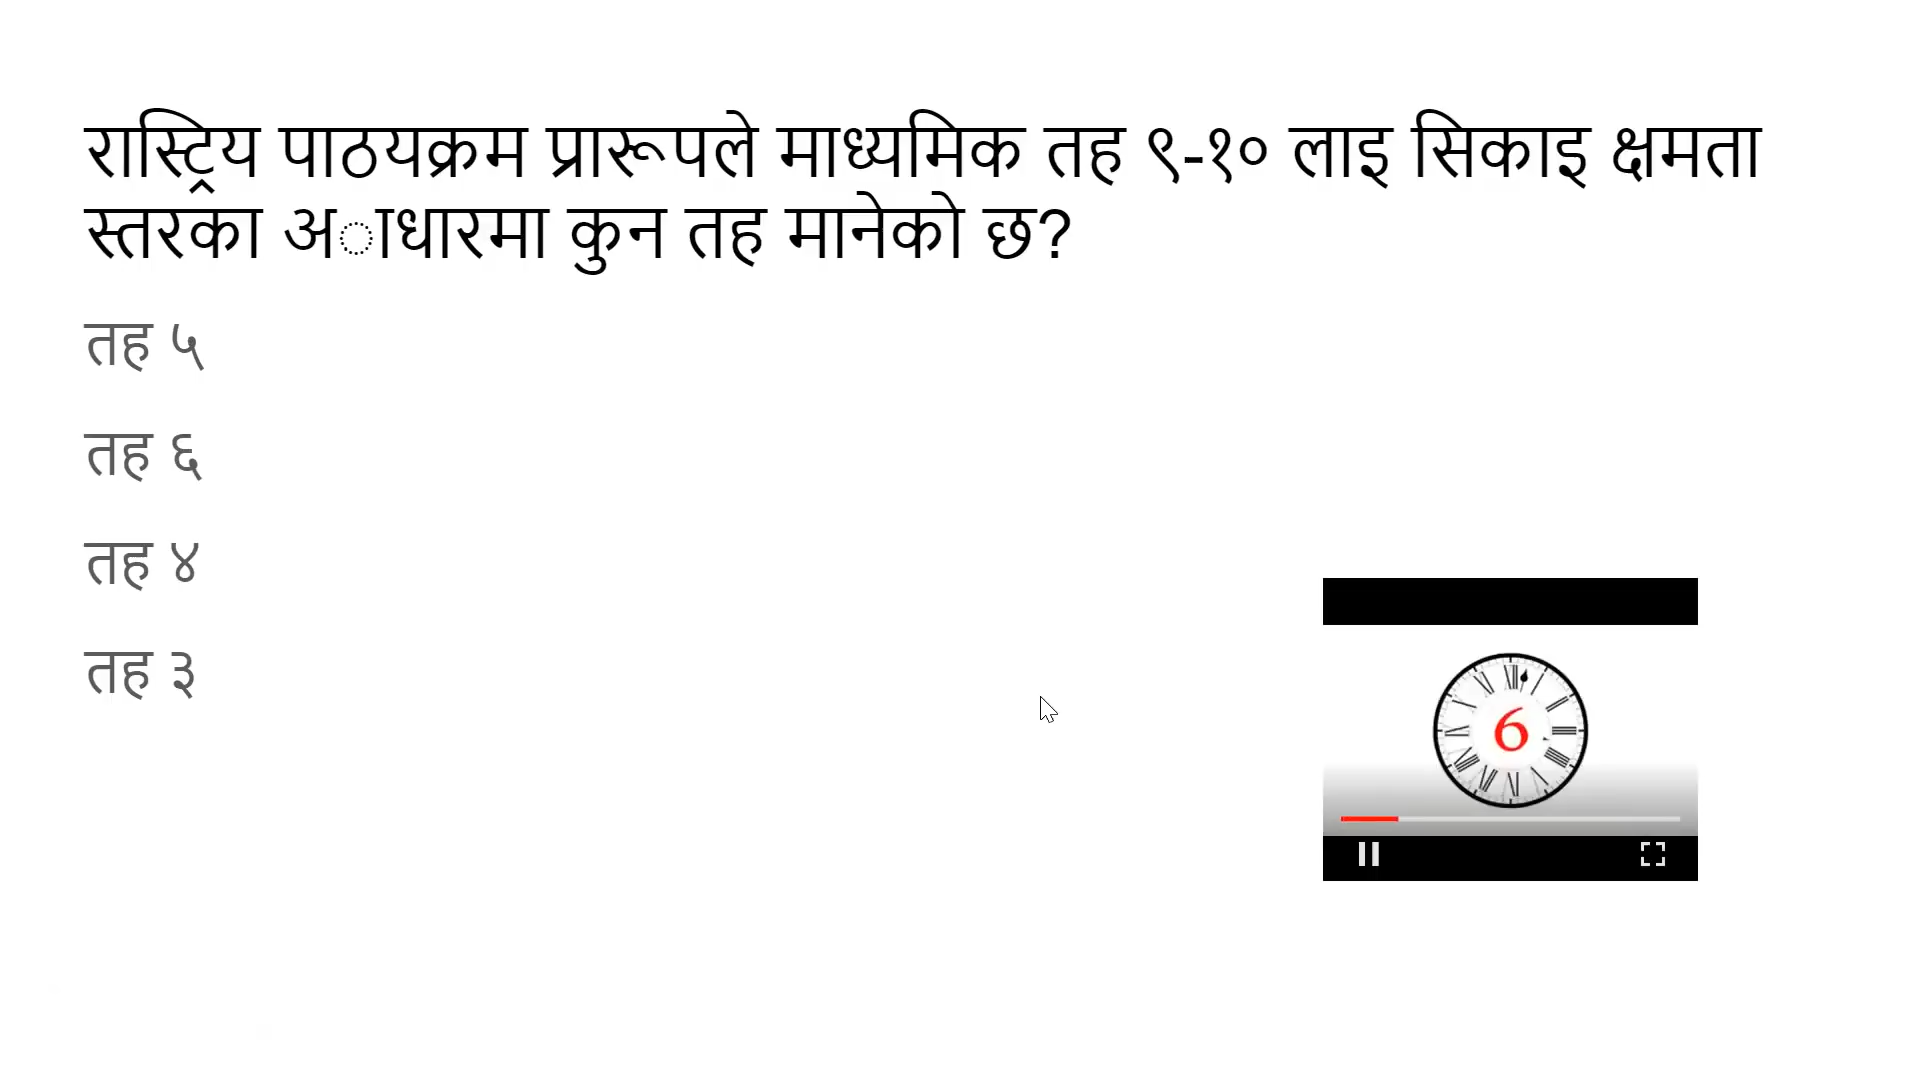 रास्ट्रिय पाठयक्रम प्रारूपले माध्यमिक तह ९-१० लाइ सिकाइ क्षमता
स्तरका अाधारमा कुन तह मानेको छ?
तह ५
तह ६
तह ४
तह ३
6